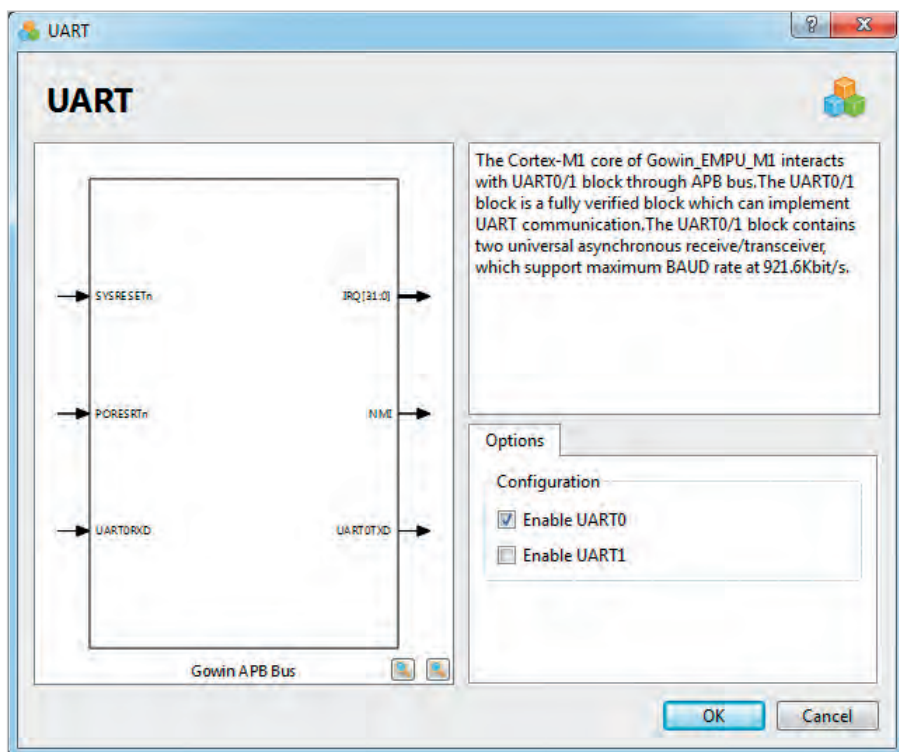 UART
UART
The Cortex-M1 core of Gowin_EMPU_M1 interacts
with UART0/1 block through APB bus.The UART0/1
block is a fully verified block which can implement
UART communication.The UART0/1 block contains
two universal asynchronous receive/transceiver,
which support maximum BAUD rate at 921.6Kbit/s.
SYSRESETn
IRQ[31:0]
PORESRTn
NMI
UART0RXD
UART0TXD
Gowin APB Bus
Options
Configuration
Enable UART0
Enable UART1
OK
Cancel